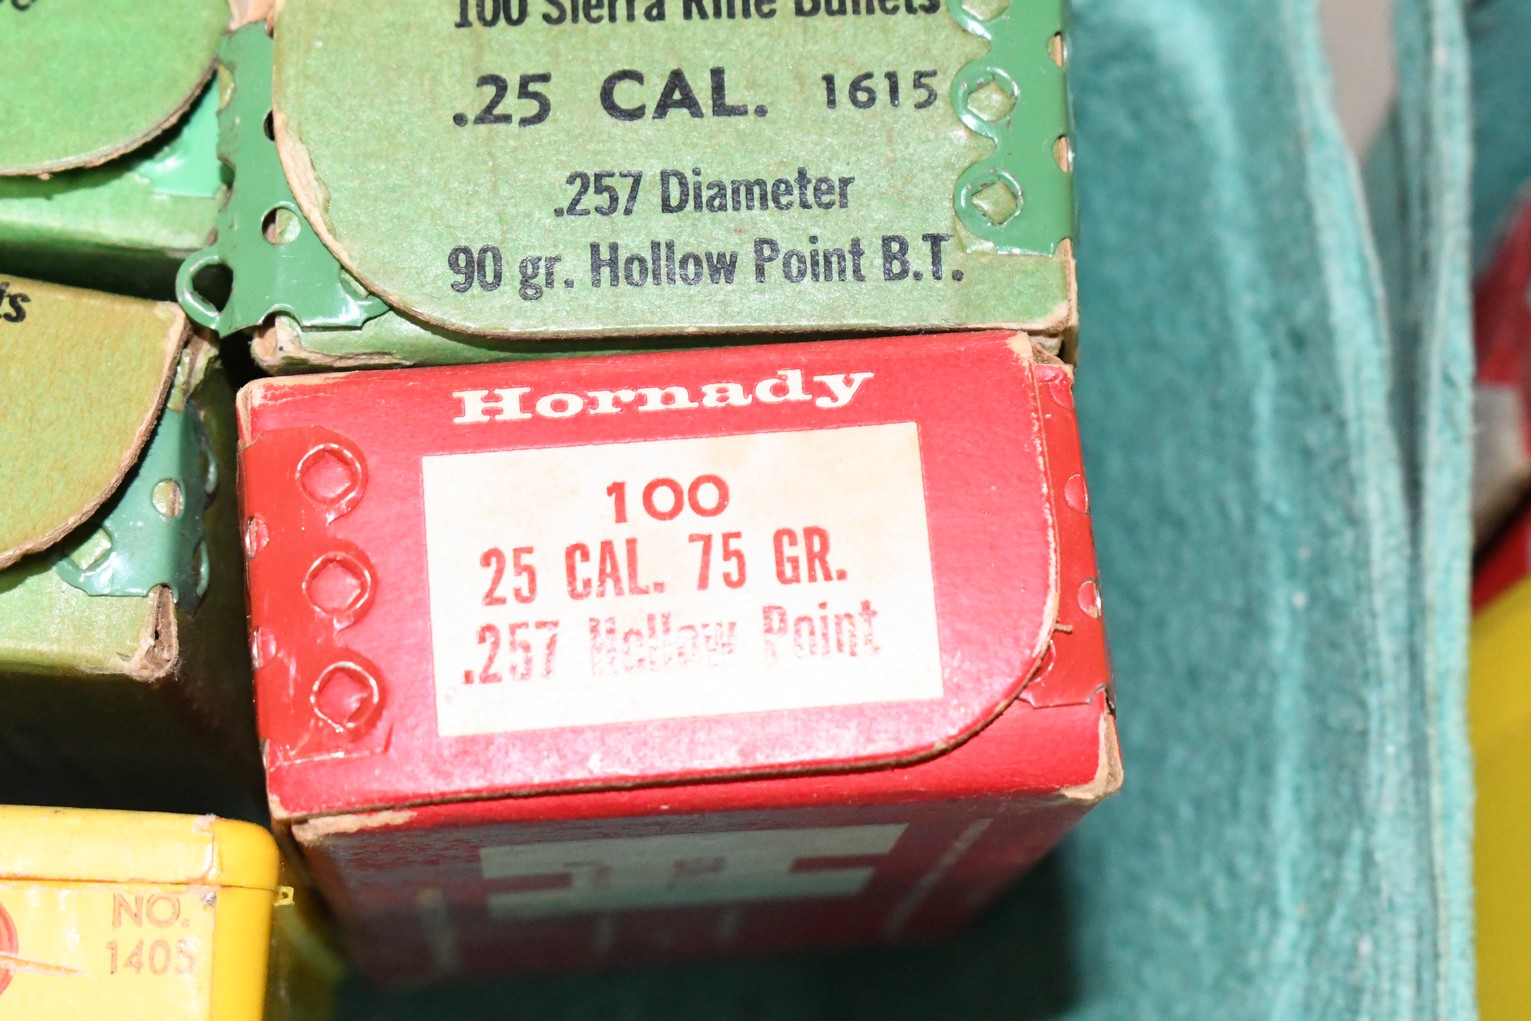 100 Sierra Rifle Bullets
.25 CAL. 1615
.257 Diameter
90 gr. Hollow Point B.T.
Hornady
100
25 CAL. 75 GR.
.257 Hollow Point
NO.
1405